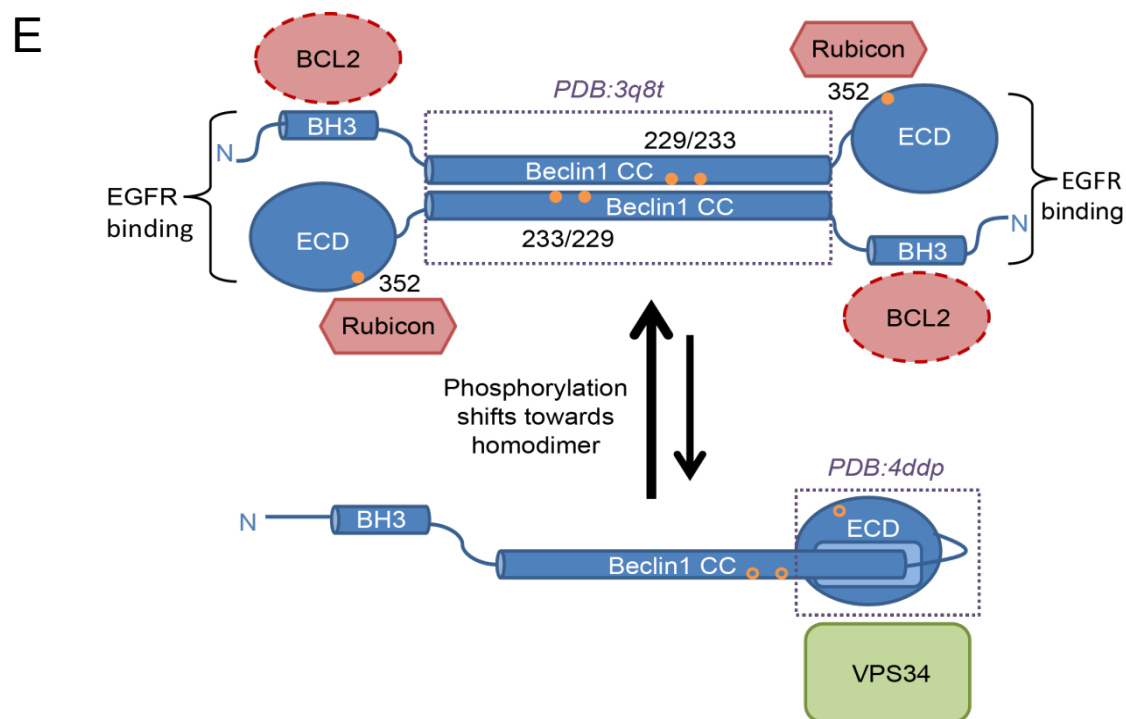 E
BCL2
Rubicon
PDB:3q8t
352
BH3
229/233
ECD
N
Beclin1 CC
EGFR
binding
EGFR
binding
Beclin1 CC
N
ECD
233/229
BH3
352
Rubicon
BCL2
Phosphorylation
shifts towards
homodimer
PDB:4ddp
N
BH3
ECD
Beclin1 CC
VPS34